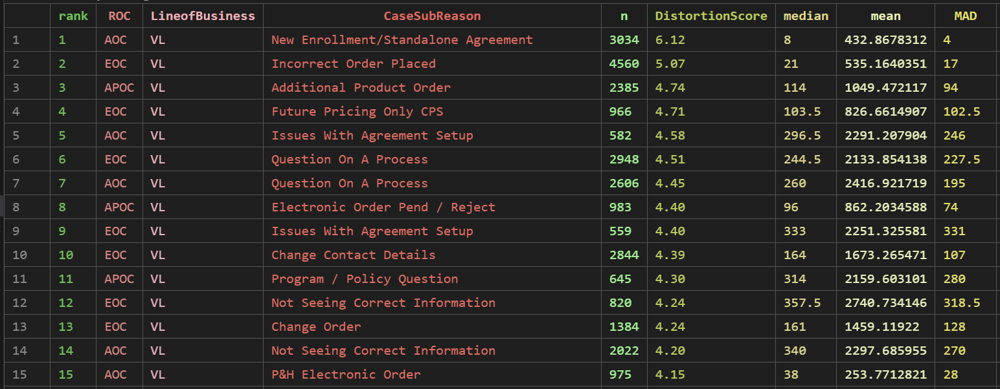 rank ROC LineofBusiness CaseSubReason n DistortionScore median mean MAD
1 1 AOC VL New Enrollment/Standalone Agreement 3034 6.12 8 432.8678312 4
2 2 EOC VL Incorrect Order Placed 4560 5.07 21 535.1640351 17
3 3 APOC VL Additional Product Order 2385 4.74 114 1049.472117 94
4 4 EOC VL Future Pricing Only CPS 966 4.71 103.5 826.6614907 102.5
5 5 AOC VL Issues With Agreement Setup 582 4.58 296.5 2291.207904 246
6 6 EOC VL Question On A Process 2948 4.51 244.5 2133.854138 227.5
7 7 AOC VL Question On A Process 2606 4.45 260 2416.921719 195
8 8 APOC VL Electronic Order Pend / Reject 983 4.40 96 862.2034588 74
9 9 EOC VL Issues With Agreement Setup 559 4.40 333 2251.325581 331
10 10 EOC VL Change Contact Details 2844 4.39 164 1673.265471 107
11 11 APOC VL Program / Policy Question 645 4.30 314 2159.603101 280
12 12 EOC VL Not Seeing Correct Information 820 4.24 357.5 2740.734146 318.5
13 13 EOC VL Change Order 1384 4.24 161 1459.11922 128
14 14 AOC VL Not Seeing Correct Information 2022 4.20 340 2297.685955 270
15 15 AOC VL P&H Electronic Order 975 4.15 38 253.7712821 28